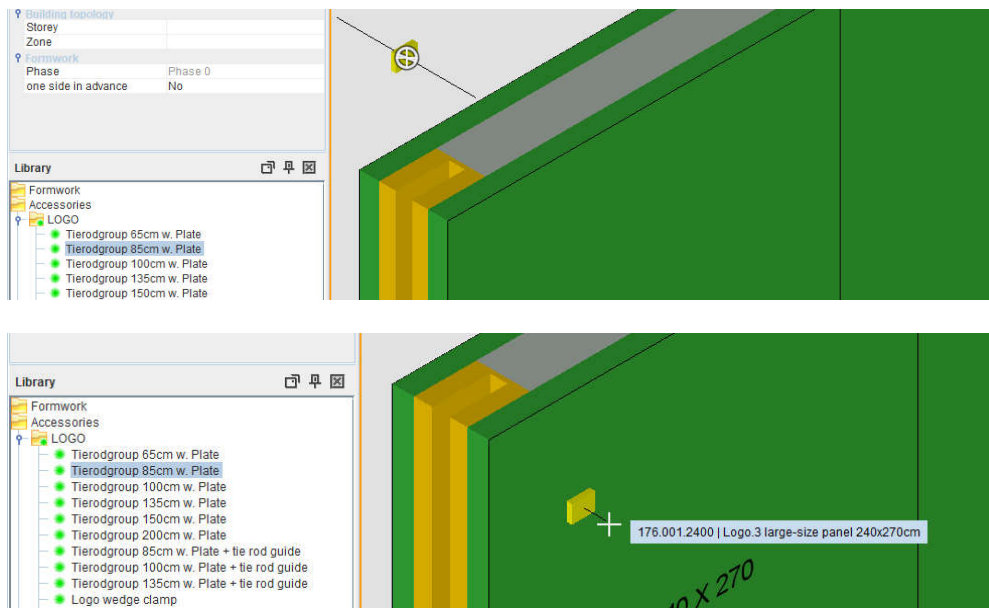 Building topology
Storey
Zone
Formwork
Phase Phase 0
one side in advance No
Library
Formwork
Accessories
LOGO
Tierodgroup 65cm w. Plate
Tierodgroup 85cm w. Plate
Tierodgroup 100cm w. Plate
Tierodgroup 135cm w. Plate
Tierodgroup 150cm w. Plate
Library
Formwork
Accessories
LOGO
Tierodgroup 65cm w. Plate
Tierodgroup 85cm w. Plate
Tierodgroup 100cm w. Plate
Tierodgroup 135cm w. Plate
Tierodgroup 150cm w. Plate
Tierodgroup 200cm w. Plate
Tierodgroup 85cm w. Plate + tie rod guide
Tierodgroup 100cm w. Plate + tie rod guide
Tierodgroup 135cm w. Plate + tie rod guide
Logo wedge clamp
176.001.2400 | Logo.3 large-size panel 240x270cm
X 270